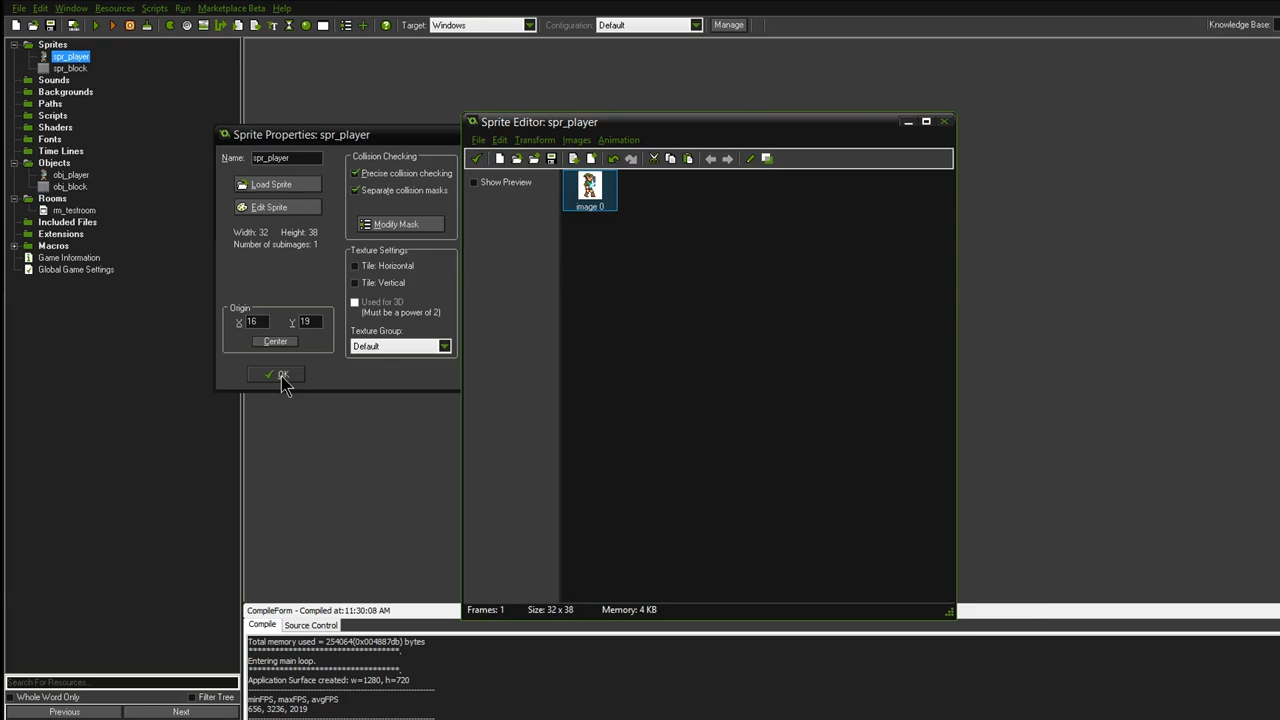 File Edit Window Resources Scripts Run Marketplace Beta Help
Target: Windows Configuration: Default Manage Knowledge Base:
Sprites
spr_player
spr_block
Sounds
Backgrounds
Paths
Scripts
Shaders
Fonts
Time Lines
Objects
obj_player
obj_block
Rooms
rm_testroom
Included Files
Extensions
Macros
Game Information
Global Game Settings
Search For Resources...
Whole Word Only Filter Tree
Previous Next
Sprite Properties: spr_player
Name: spr_player
Load Sprite
Edit Sprite
Width: 32 Height: 38
Number of subimages: 1
Origin
X 16 Y 19
Center
OK
Collision Checking
Precise collision checking
Separate collision masks
Modify Mask
Texture Settings
Tile: Horizontal
Tile: Vertical
Used for 3D
(Must be a power of 2)
Texture Group:
Default
Sprite Editor: spr_player
File Edit Transform Images Animation
Show Preview
image 0
Frames: 1 Size: 32 x 38 Memory: 4 KB
CompileForm - Compiled at:11:30:08 AM
Compile Source Control
Total memory used = 254064(0x004887db) bytes
**********************************.
Entering main loop.
**********************************.
Application Surface created: w=1280, h=720
---------------------------------------------
minFPS, maxFPS, avgFPS
656, 3236, 2019
---------------------------------------------